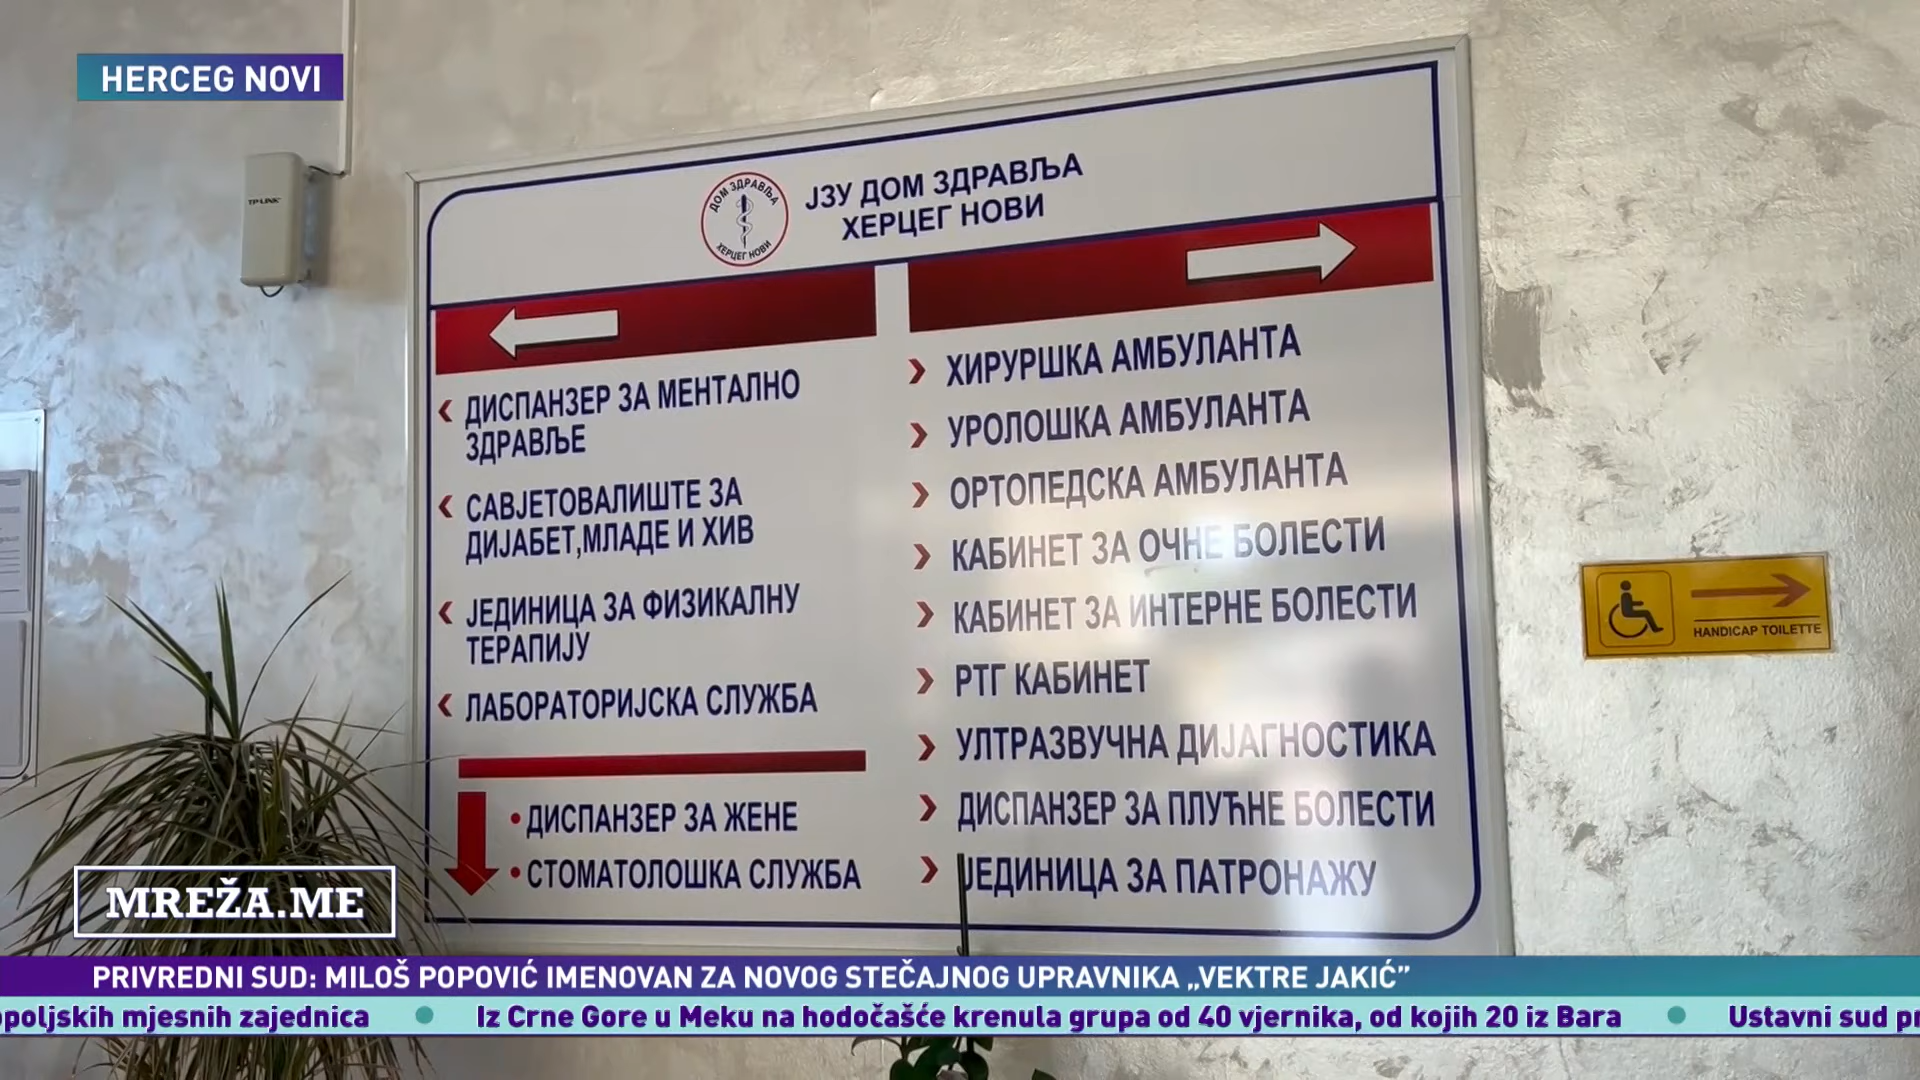 HERCEG NOVI
TP-LINK
ДОМ ЗДРАВЉА
ХЕРЦЕГ НОВИ
ЈЗУ ДОМ ЗДРАВЉА
ХЕРЦЕГ НОВИ
ДИСПАНЗЕР ЗА МЕНТАЛНО
ЗДРАВЉЕ
САВЈЕТОВАЛИШТЕ ЗА
ДИЈАБЕТ,МЛАДЕ И ХИВ
ЈЕДИНИЦА ЗА ФИЗИКАЛНУ
ТЕРАПИЈУ
ЛАБОРАТОРИЈСКА СЛУЖБА
• ДИСПАНЗЕР ЗА ЖЕНЕ
• СТОМАТОЛОШКА СЛУЖБА
ХИРУРШКА АМБУЛАНТА
УРОЛОШКА АМБУЛАНТА
ОРТОПЕДСКА АМБУЛАНТА
КАБИНЕТ ЗА ОЧНЕ БОЛЕСТИ
КАБИНЕТ ЗА ИНТЕРНЕ БОЛЕСТИ
РТГ КАБИНЕТ
УЛТРАЗВУЧНА ДИЈАГНОСТИКА
ДИСПАНЗЕР ЗА ПЛУЋНЕ БОЛЕСТИ
ЈЕДИНИЦА ЗА ПАТРОНАЖУ
HANDICAP TOILETTE
MREŽA.ME
PRIVREDNI SUD: MILOŠ POPOVIĆ IMENOVAN ZA NOVOG STEČAJNOG UPRAVNIKA „VEKTRE JAKIĆ”
opoljskih mjesnih zajednica • Iz Crne Gore u Meku na hodočašće krenula grupa od 40 vjernika, od kojih 20 iz Bara • Ustavni sud pr